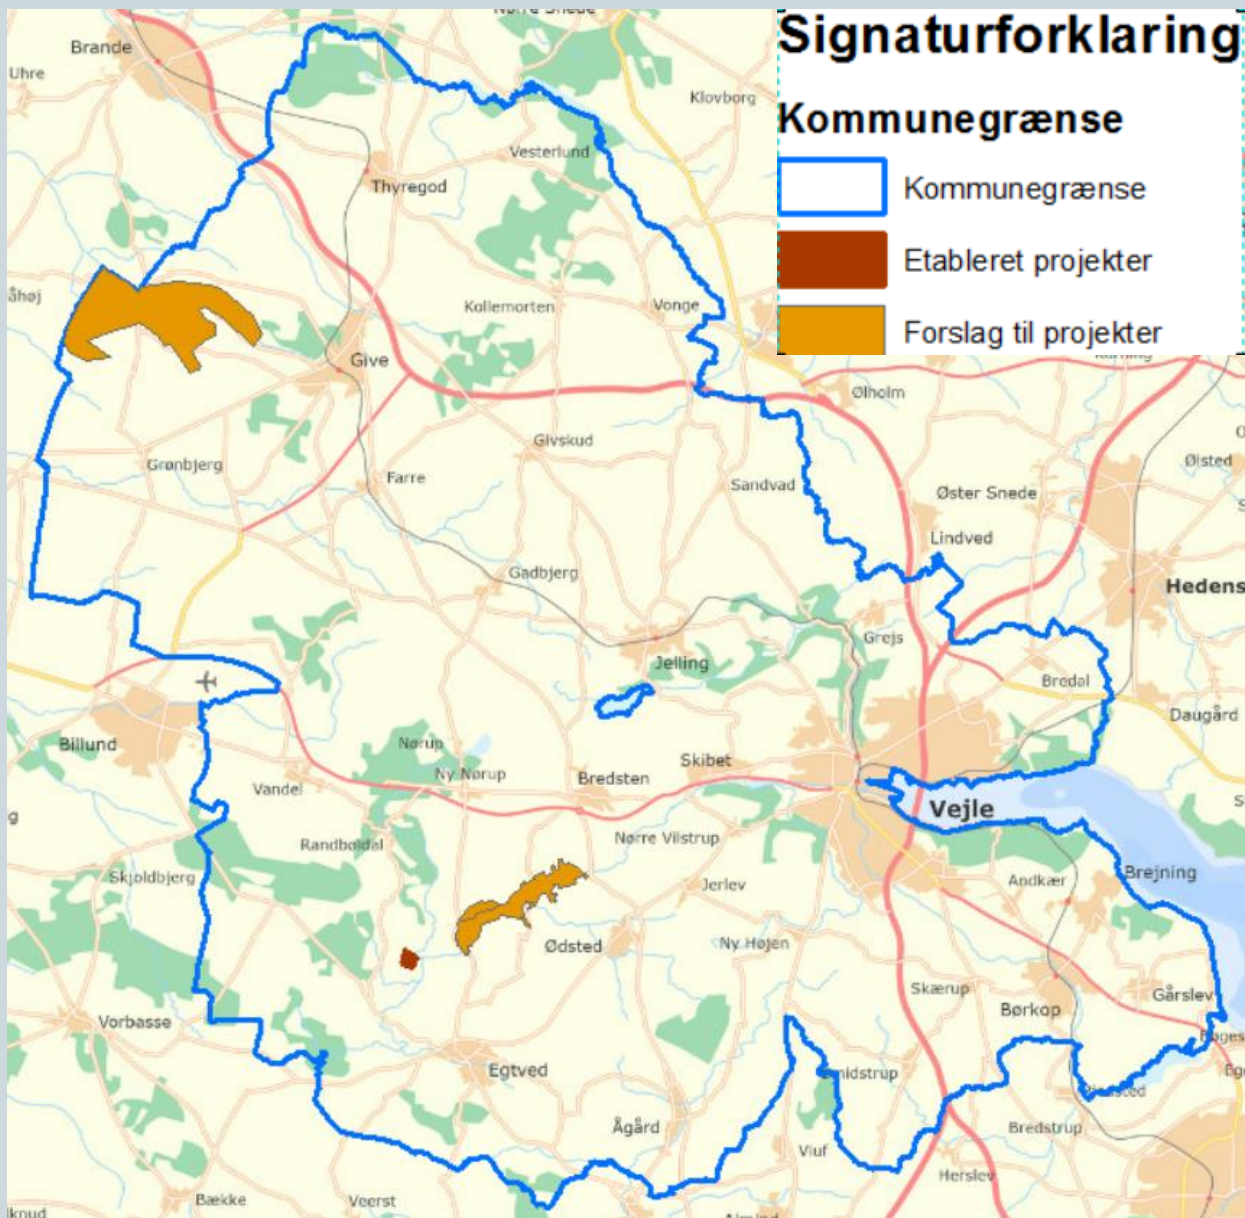 Signaturforklaring
Kommunegrænse
Kommunegrænse
Etableret projekter
Forslag til projekter
Brande
Uhre
Klovborg
Vesterlund
Thyregod
Kollemorten
Vonge
Give
Ølholm
Givskud
Grønbjerg
Farre
Sandvad
Øster Snede
Ølsted
Lindved
Gadbjerg
Hedens
Grejs
Jelling
Bredal
Daugård
Billund
Nørup
Ny Nørup
Skibet
Bredsten
Vandel
Vejle
Randbøldal
Nørre Vilstrup
Skjoldbjerg
Jerlev
Andkær
Brejning
Ødsted
Ny Højen
Skærup
Børkop
Gårslev
Vorbasse
Egtved
Ågård
Viuf
Bredstrup
Herslev
Bække
Veerst